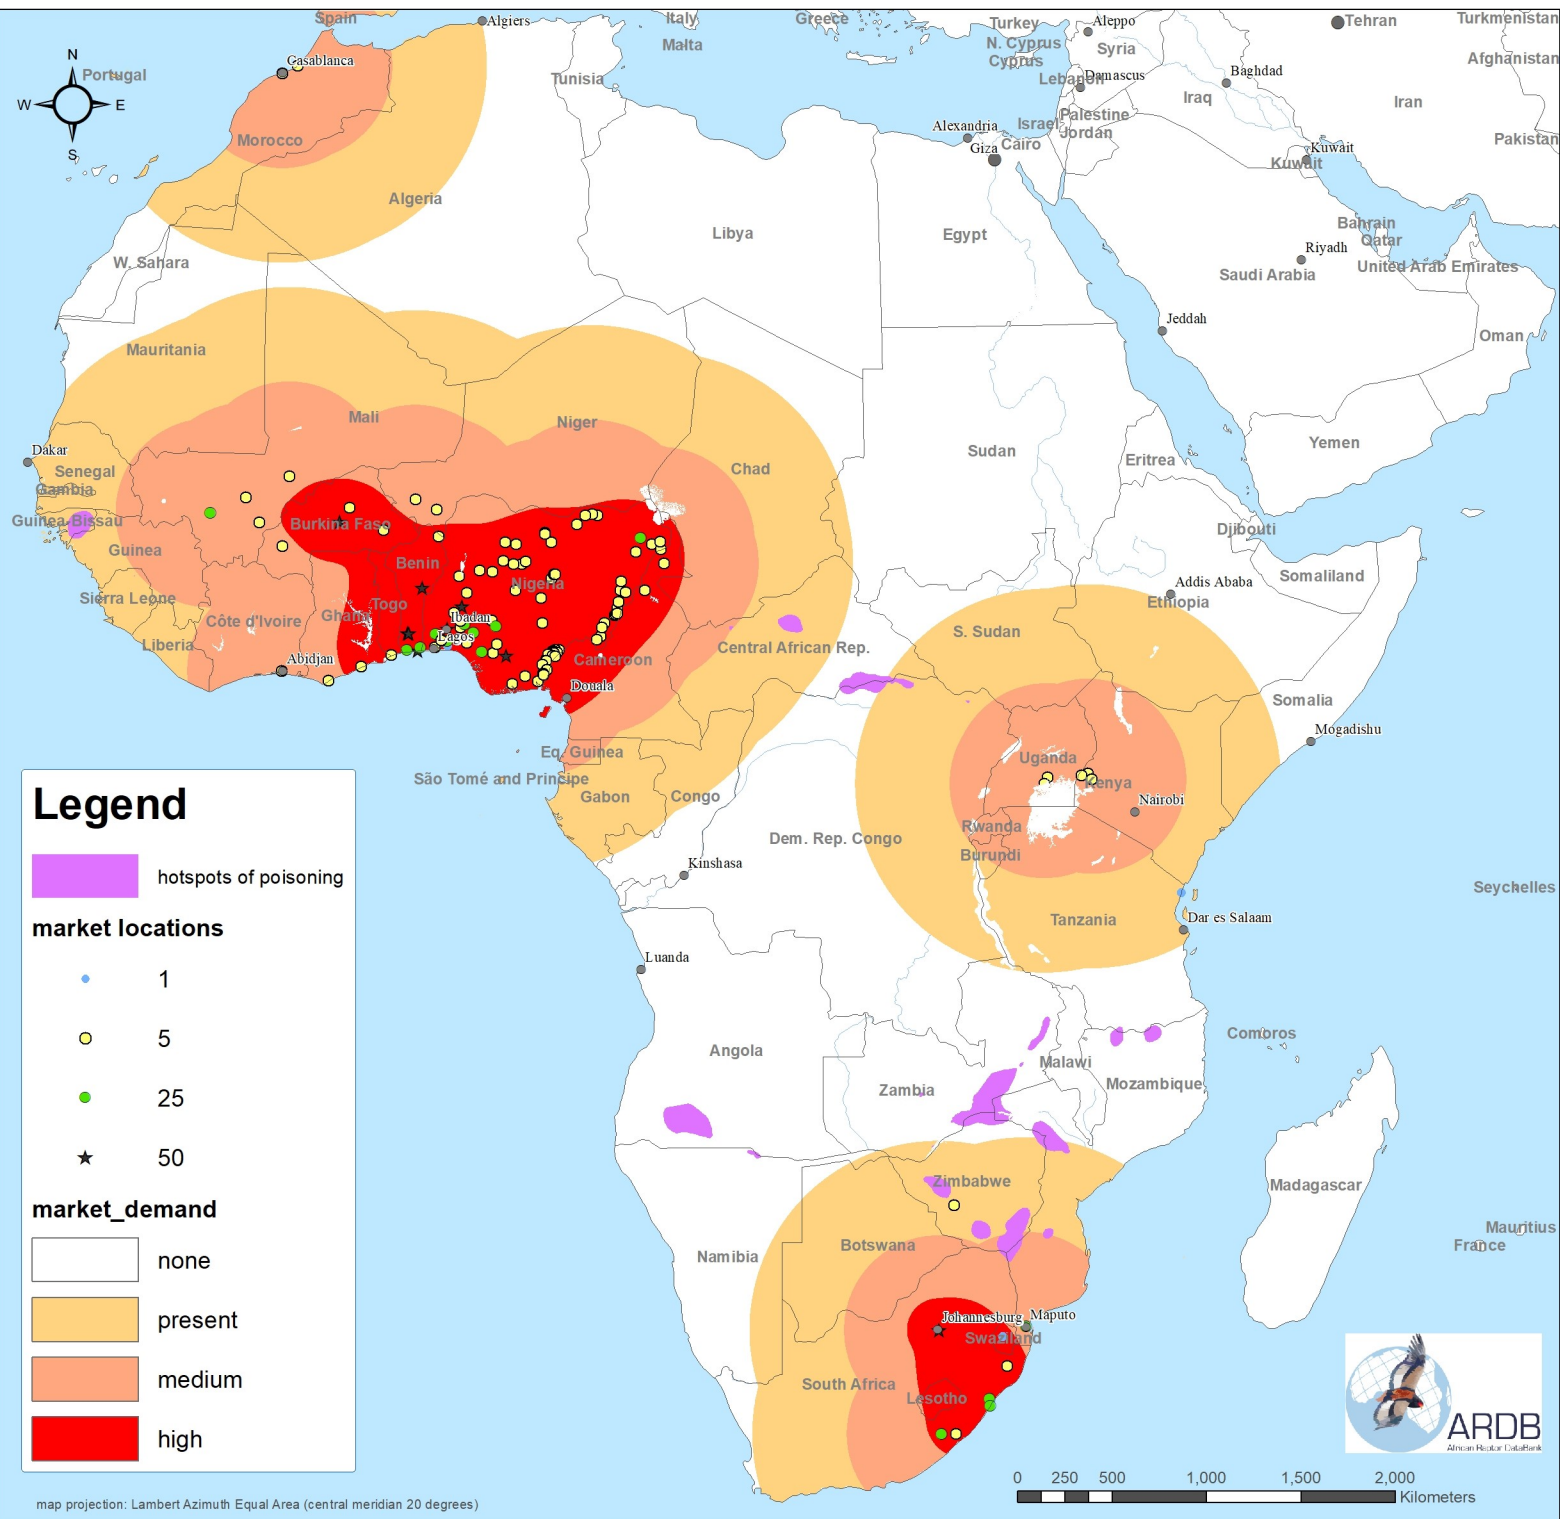 Spain
Italy
Greece
Turkey
Aleppo
Tehran
Turkmenistan
Algiers
Malta
N. Cyprus
Cyprus
Syria
Afghanistan
N
W
E
S
Portugal
Casablanca
Tunisia
Lebanon
Damascus
Baghdad
Iraq
Iran
Morocco
Alexandria
Israel
Palestine
Jordan
Giza
Cairo
Kuwait
Kuwait
Pakistan
Algeria
Libya
Egypt
Bahrain
Qatar
Riyadh
Saudi Arabia
United Arab Emirates
W. Sahara
Jeddah
Oman
Mauritania
Mali
Niger
Chad
Sudan
Eritrea
Yemen
Dakar
Senegal
Gambia
Guinea-Bissau
Burkina Faso
Djibouti
Guinea
Benin
Nigeria
Addis Ababa
Ethiopia
Somaliland
Sierra Leone
Togo
Ghana
Côte d'Ivoire
Ibadan
Lagos
S. Sudan
Liberia
Abidjan
Cameroon
Central African Rep.
Douala
Somalia
Mogadishu
Eq. Guinea
Uganda
São Tomé and Principe
Gabon
Congo
Kenya
Nairobi
Rwanda
Dem. Rep. Congo
Burundi
Kinshasa
Seychelles
Tanzania
Dar es Salaam
Luanda
Comoros
Angola
Malawi
Zambia
Mozambique
Zimbabwe
Madagascar
Mauritius
France
Botswana
Namibia
Johannesburg
Maputo
Swaziland
South Africa
Lesotho
Legend
hotspots of poisoning
market locations
1
5
25
50
market_demand
none
present
medium
high
ARDB
African Raptor DataBank
0 250 500 1,000 1,500 2,000
Kilometers
map projection: Lambert Azimuth Equal Area (central meridian 20 degrees)